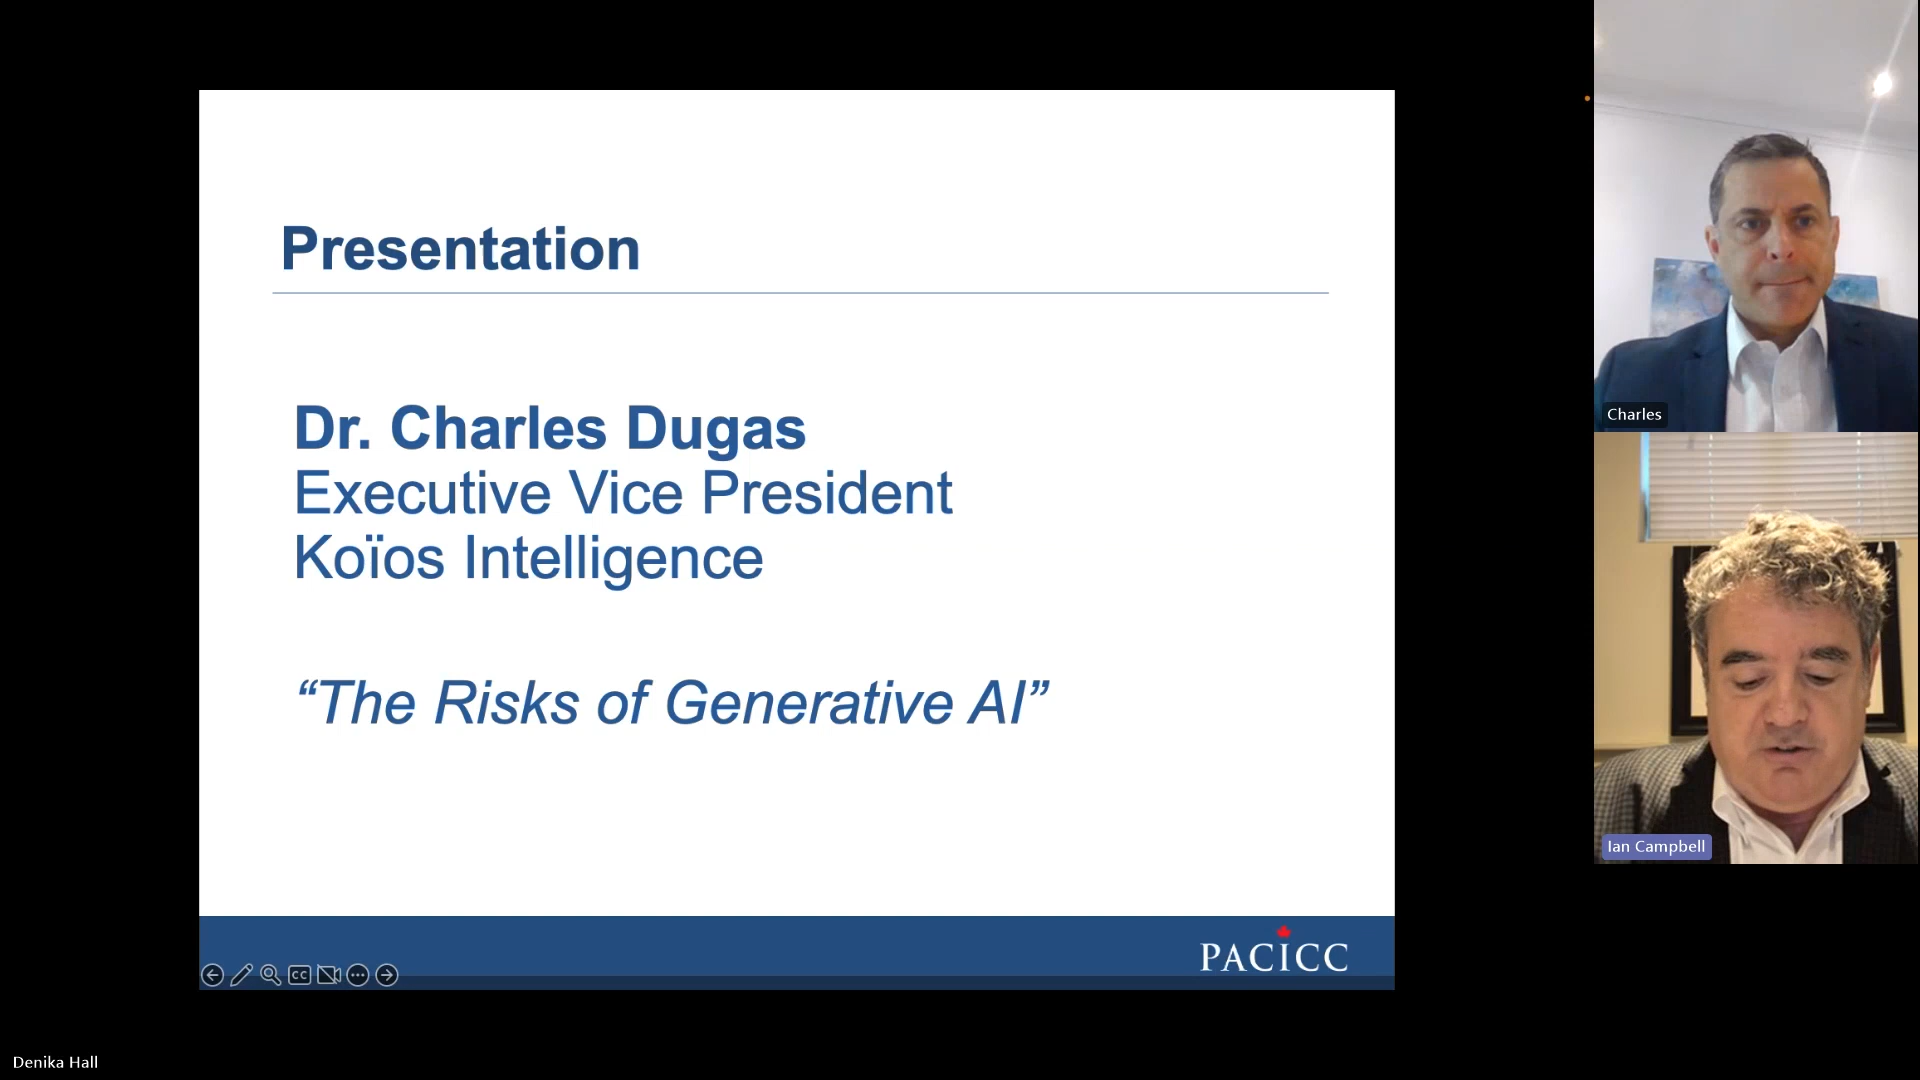 Presentation
Dr. Charles Dugas
Executive Vice President
Koïos Intelligence
“The Risks of Generative AI”
PACICC
CC
Charles
Ian Campbell
Denika Hall